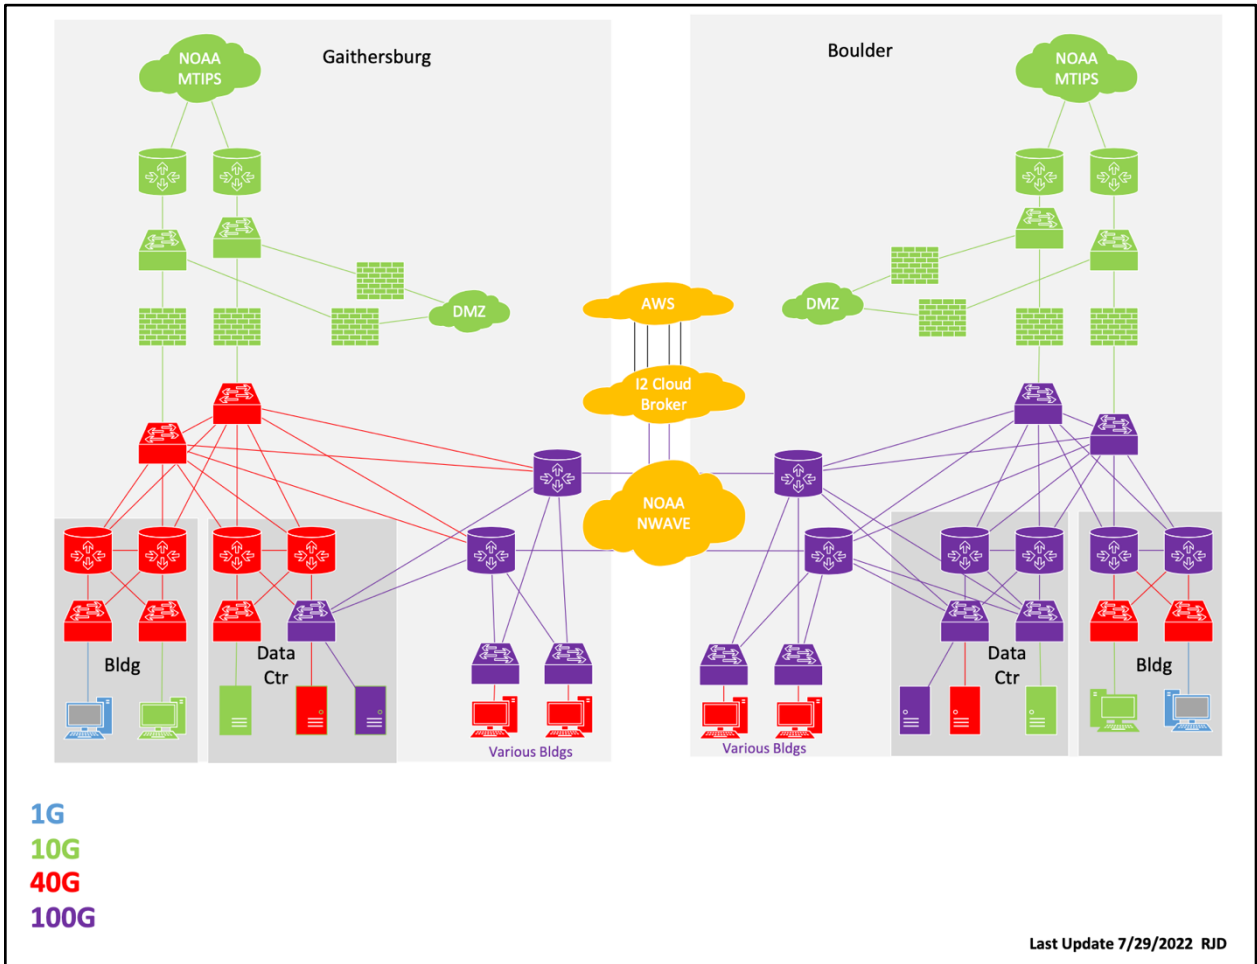 Gaithersburg
Boulder
NOAA
MTIPS
NOAA
MTIPS
DMZ
AWS
DMZ
I2 Cloud
Broker
NOAA
NWAVE
Bldg
Data
Ctr
Data
Ctr
Bldg
Various Bldgs
Various Bldgs
1G
10G
40G
100G
Last Update 7/29/2022 RJD